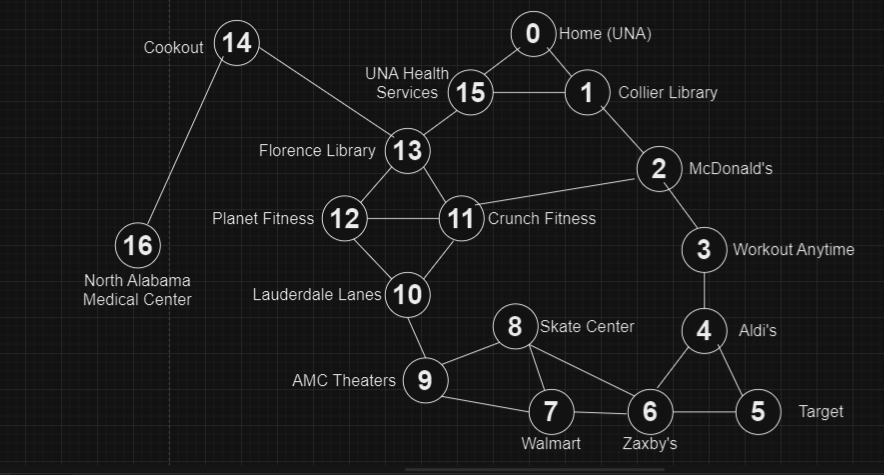 0 Home (UNA)
Cookout 14
UNA Health
Services 15
1 Collier Library
Florence Library 13
2 McDonald's
Planet Fitness 12
11 Crunch Fitness
16
North Alabama
Medical Center
3 Workout Anytime
Lauderdale Lanes 10
8 Skate Center
4 Aldi's
AMC Theaters 9
7
Walmart
6
Zaxby's
5 Target